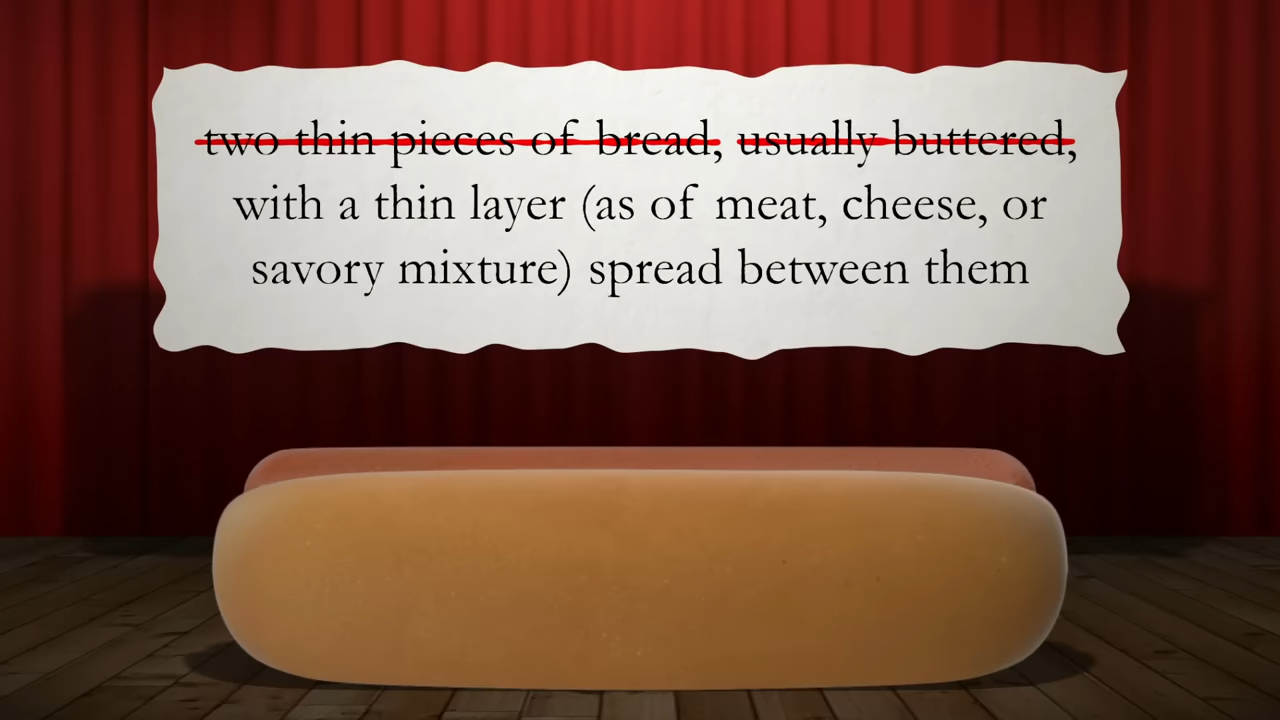 two thin pieces of bread, usually buttered,
with a thin layer (as of meat, cheese, or
savory mixture) spread between them